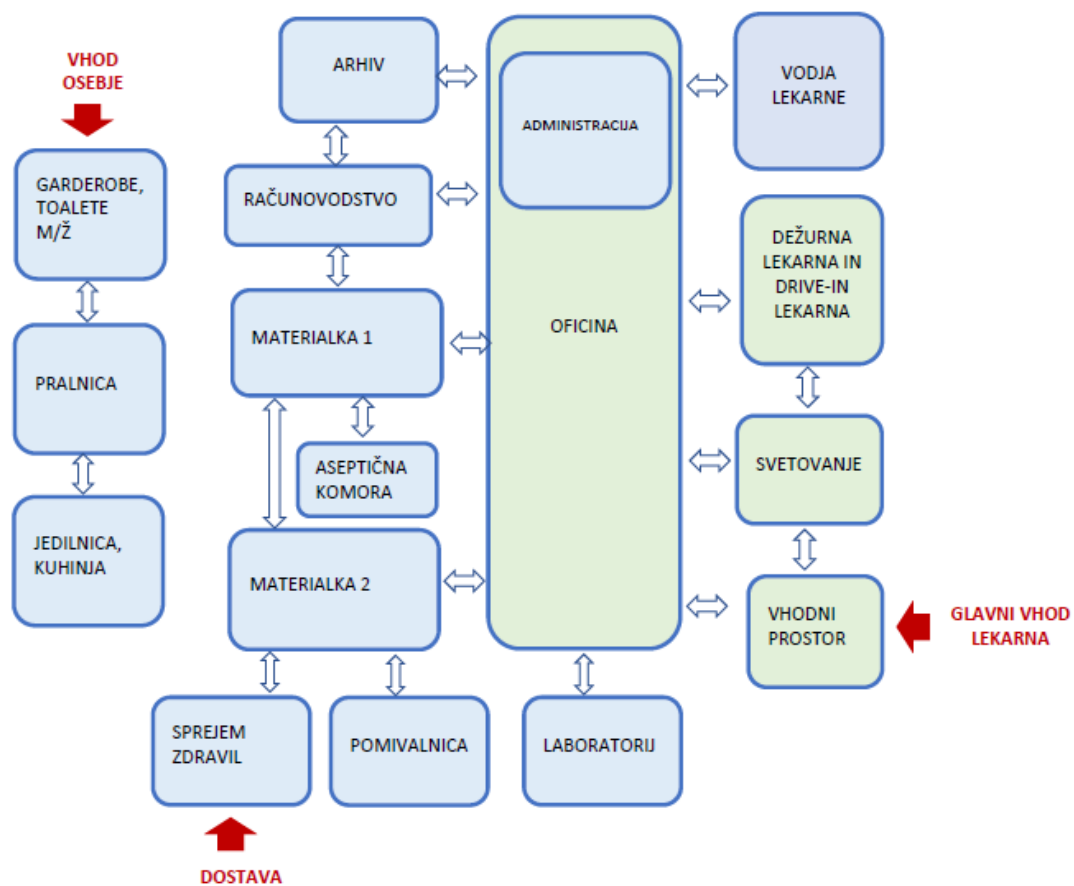 VHOD
OSEBJE
GARDEROBE,
TOALETE
M/Ž
PRALNICA
JEDILNICA,
KUHINJA
ARHIV
RAČUNOVODSTVO
MATERIALKA 1
ASEPTIČNA
KOMORA
MATERIALKA 2
SPREJEM
ZDRAVIL
DOSTAVA
POMIVALNICA
ADMINISTRACIJA
OFICINA
LABORATORIJ
VODJA
LEKARNE
DEŽURNA
LEKARNA IN
DRIVE-IN
LEKARNA
SVETOVANJE
VHODNI
PROSTOR
GLAVNI VHOD
LEKARNA